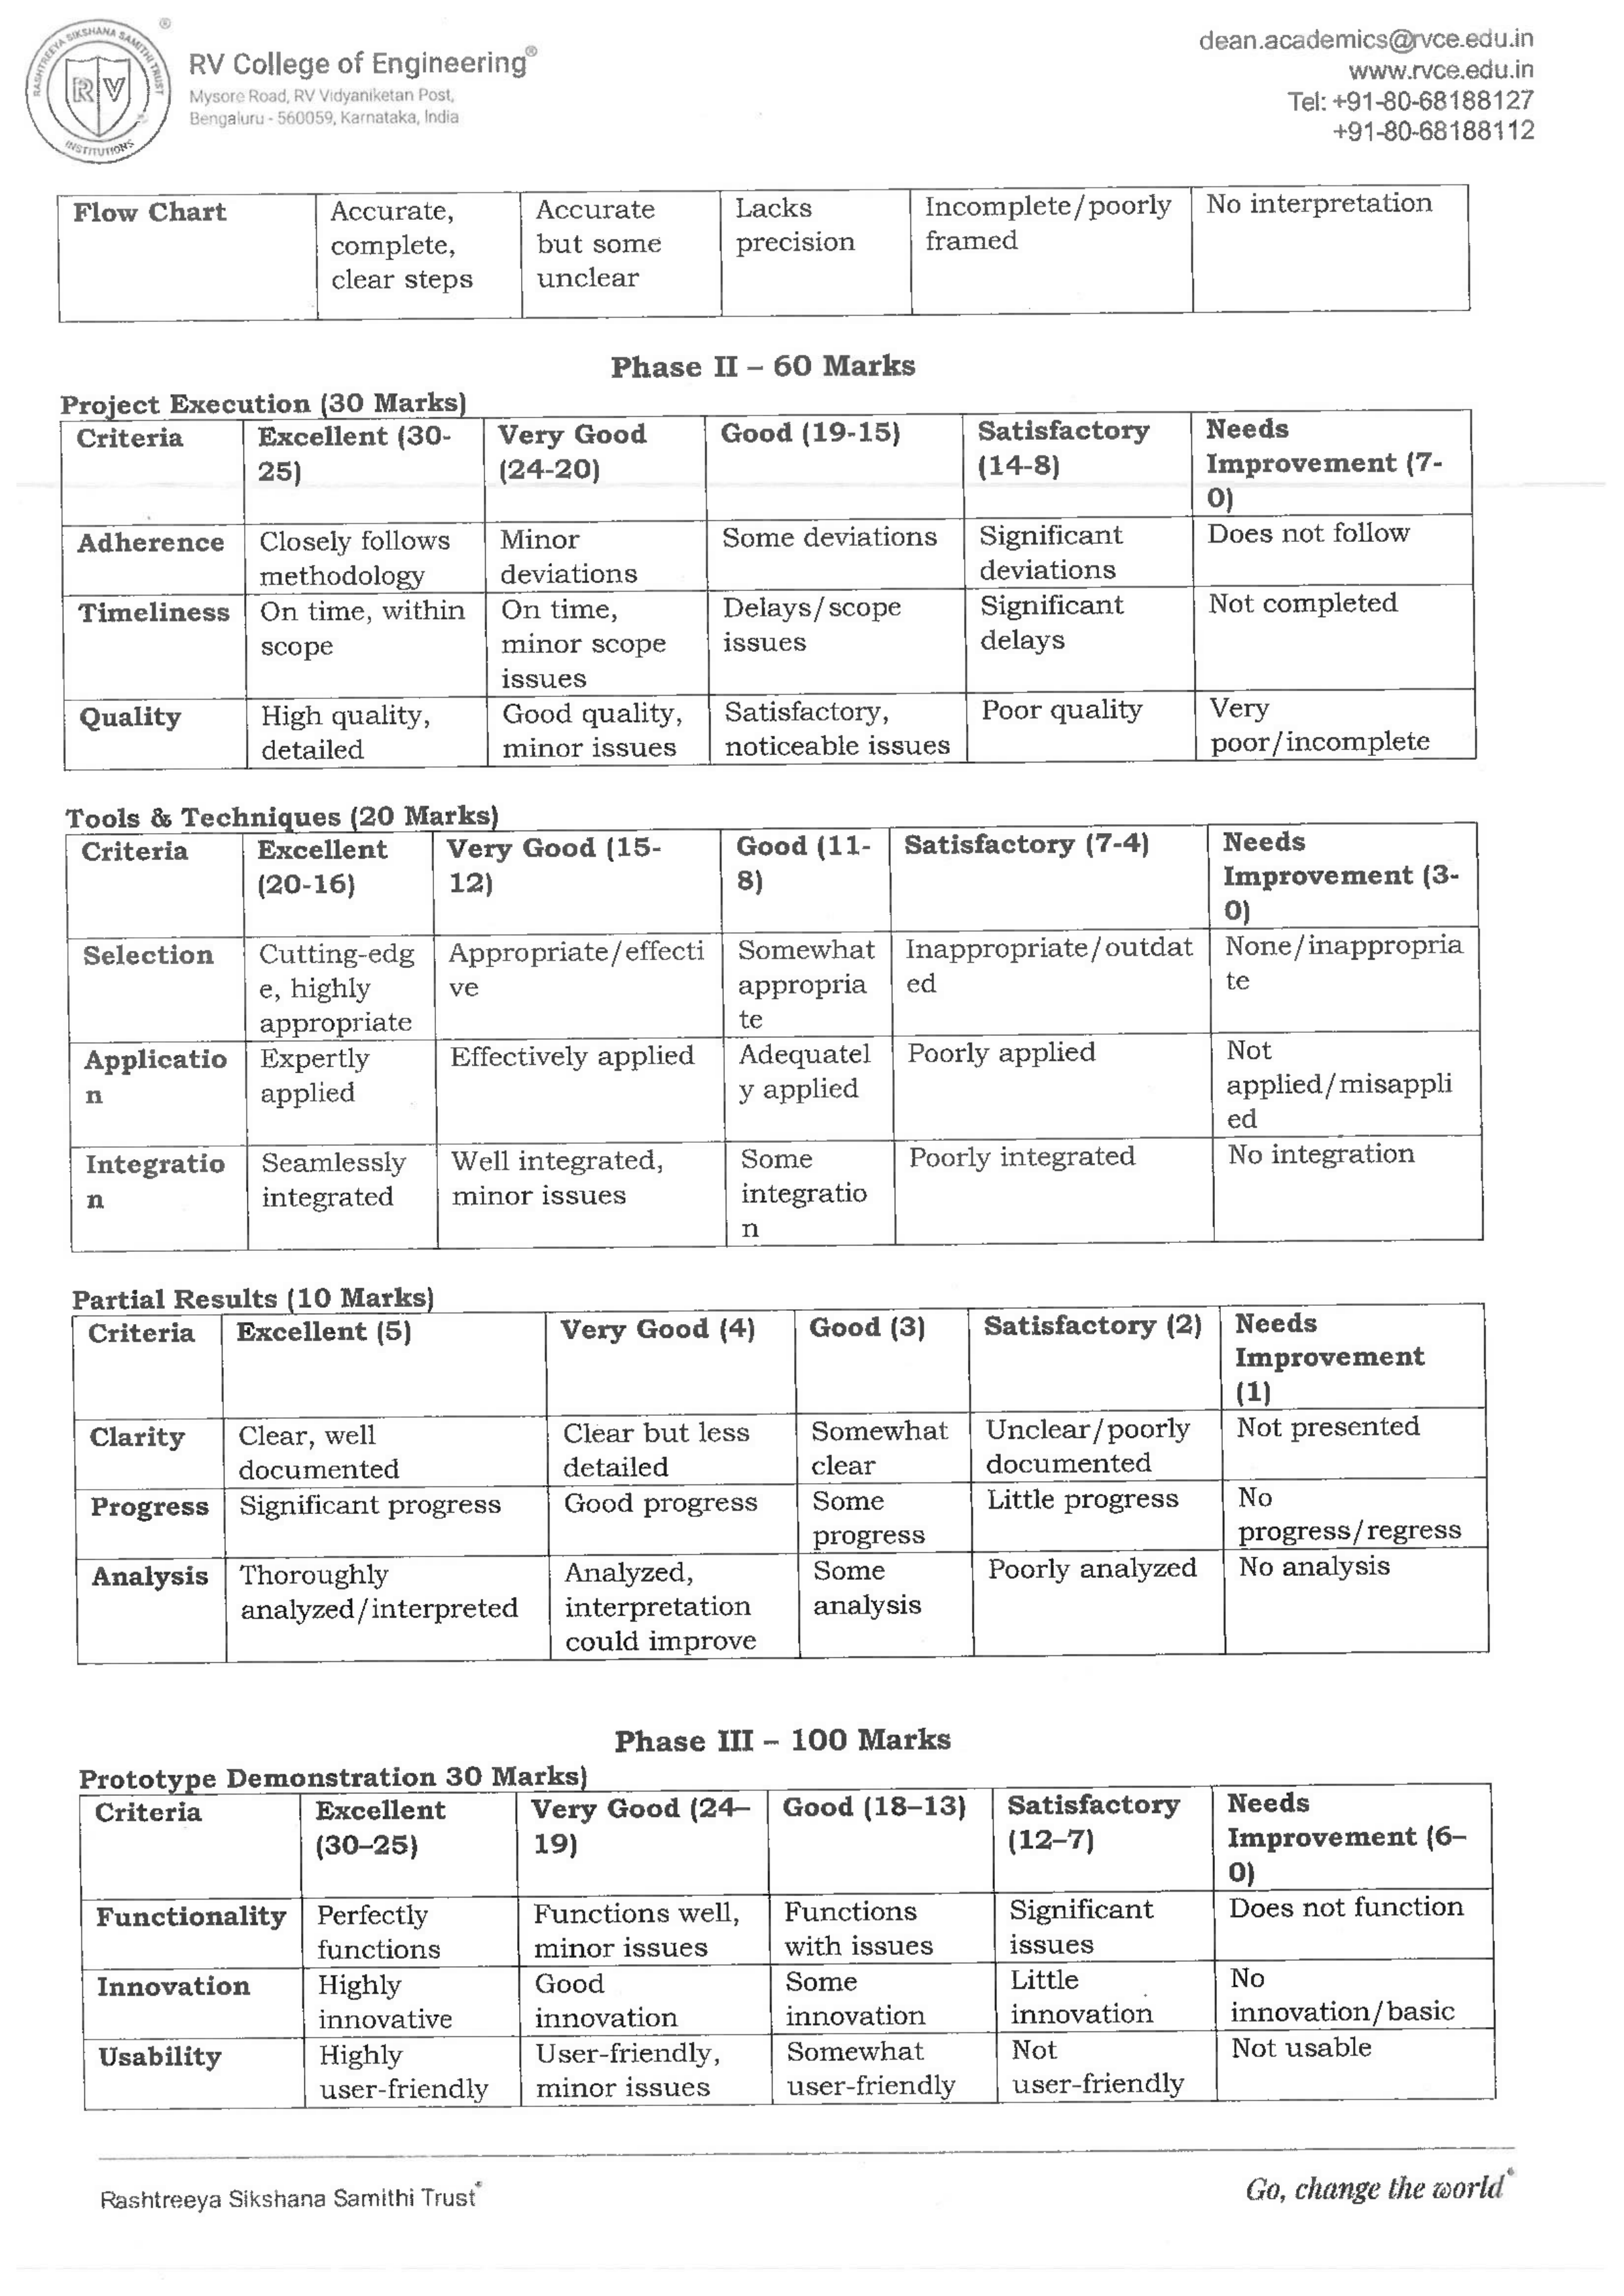 RASHTREEYA SIKSHANA SAMITHI TRUST
®
RV
INSTITUTIONS
RV College of Engineering®
Mysore Road, RV Vidyaniketan Post,
Bengaluru - 560059, Karnataka, India
dean.academics@rvce.edu.in
www.rvce.edu.in
Tel: +91-80-68188127
+91-80-68188112
Flow Chart | Accurate, complete, clear steps | Accurate but some unclear | Lacks precision | Incomplete/poorly framed | No interpretation
Phase II – 60 Marks
Project Execution (30 Marks)
Criteria | Excellent (30-25) | Very Good (24-20) | Good (19-15) | Satisfactory (14-8) | Needs Improvement (7-0)
Adherence | Closely follows methodology | Minor deviations | Some deviations | Significant deviations | Does not follow
Timeliness | On time, within scope | On time, minor scope issues | Delays/scope issues | Significant delays | Not completed
Quality | High quality, detailed | Good quality, minor issues | Satisfactory, noticeable issues | Poor quality | Very poor/incomplete
Tools & Techniques (20 Marks)
Criteria | Excellent (20-16) | Very Good (15-12) | Good (11-8) | Satisfactory (7-4) | Needs Improvement (3-0)
Selection | Cutting-edge, highly appropriate | Appropriate/effective | Somewhat appropriate | Inappropriate/outdated | None/inappropriate
Application | Expertly applied | Effectively applied | Adequately applied | Poorly applied | Not applied/misapplied
Integration | Seamlessly integrated | Well integrated, minor issues | Some integration | Poorly integrated | No integration
Partial Results (10 Marks)
Criteria | Excellent (5) | Very Good (4) | Good (3) | Satisfactory (2) | Needs Improvement (1)
Clarity | Clear, well documented | Clear but less detailed | Somewhat clear | Unclear/poorly documented | Not presented
Progress | Significant progress | Good progress | Some progress | Little progress | No progress/regress
Analysis | Thoroughly analyzed/interpreted | Analyzed, interpretation could improve | Some analysis | Poorly analyzed | No analysis
Phase III – 100 Marks
Prototype Demonstration 30 Marks)
Criteria | Excellent (30–25) | Very Good (24–19) | Good (18–13) | Satisfactory (12–7) | Needs Improvement (6–0)
Functionality | Perfectly functions | Functions well, minor issues | Functions with issues | Significant issues | Does not function
Innovation | Highly innovative | Good innovation | Some innovation | Little innovation | No innovation/basic
Usability | Highly user-friendly | User-friendly, minor issues | Somewhat user-friendly | Not user-friendly | Not usable
Rashtreeya Sikshana Samithi Trust
Go, change the world